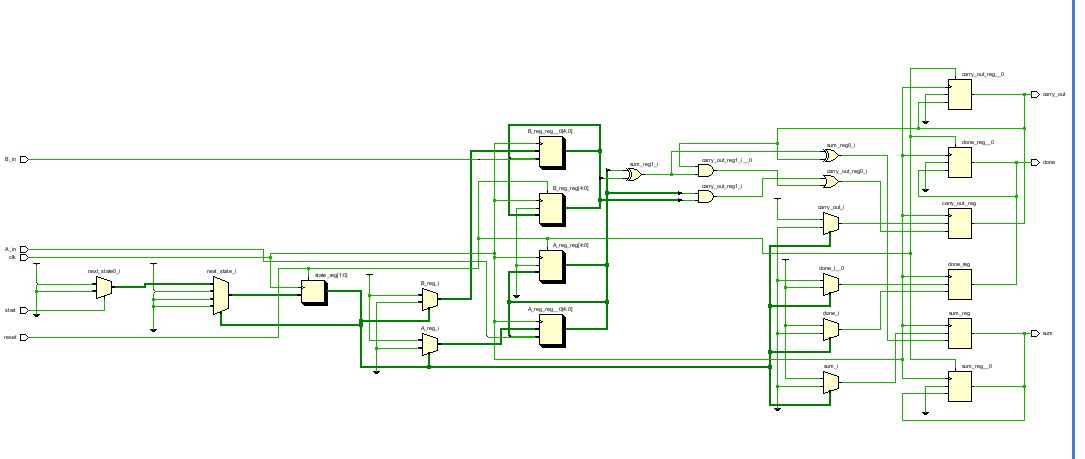 carry_out_reg__0
carry_out
B_reg_reg__0[4:0]
done_reg__0
sum_reg0_i
B_in
sum_reg1_i
carry_out_reg1_i__0
done
carry_out_reg0_i
B_reg_reg[4:0]
carry_out_reg1_i
carry_out_i
carry_out_reg
A_reg_reg[4:0]
A_in
clk
next_state0_i
next_state_i
state_reg[1:0]
done_i__0
done_reg
B_reg_i
start
A_reg_reg__0[4:0]
done_i
sum_reg
A_reg_i
reset
sum
sum_i
sum_reg__0